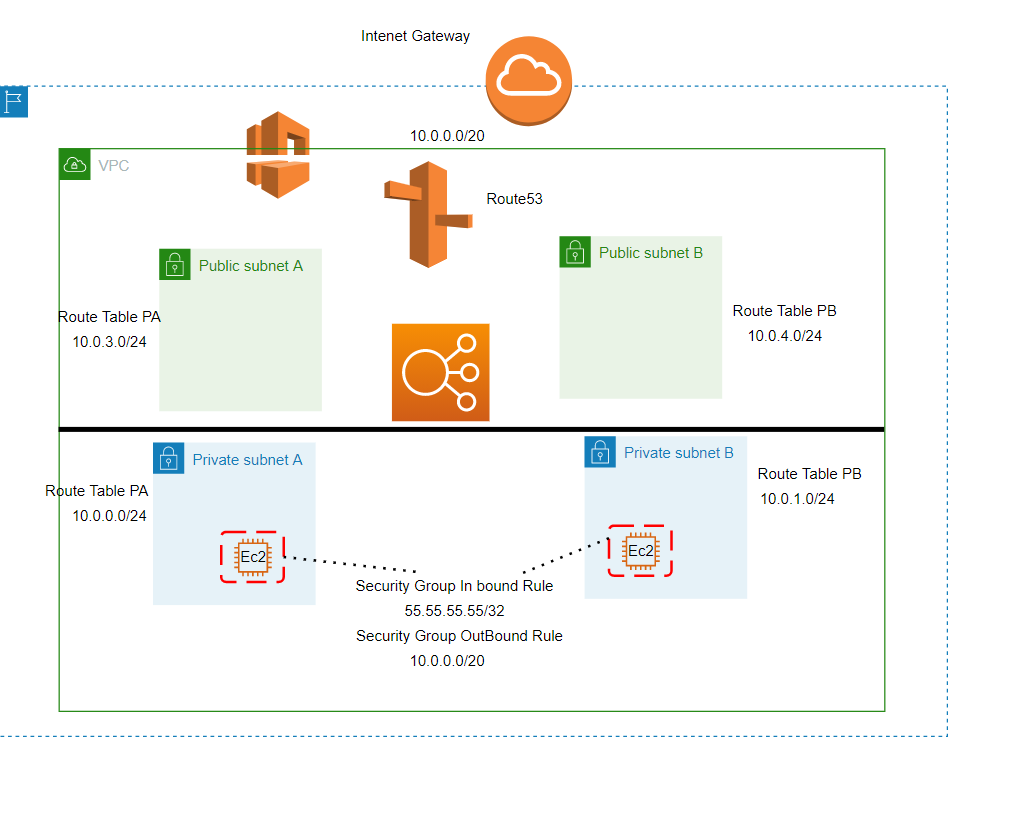 Intenet Gateway
10.0.0.0/20
VPC
Route53
Public subnet A
Public subnet B
Route Table PA
10.0.3.0/24
Route Table PB
10.0.4.0/24
Private subnet A
Private subnet B
Route Table PA
10.0.0.0/24
Route Table PB
10.0.1.0/24
Ec2
Ec2
Security Group In bound Rule
55.55.55.55/32
Security Group OutBound Rule
10.0.0.0/20